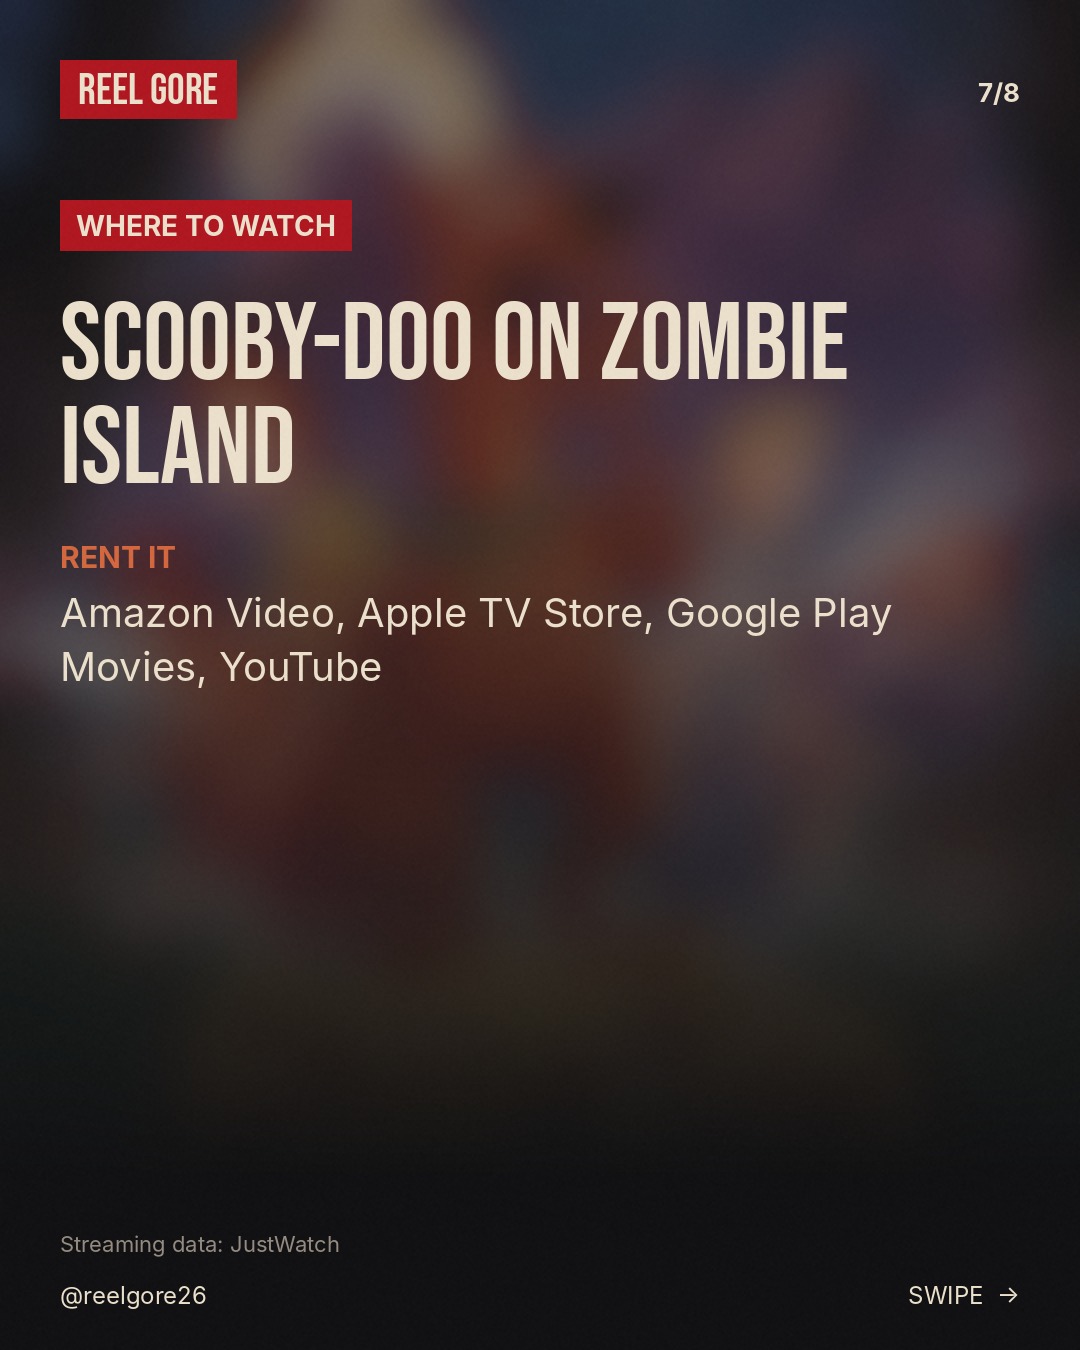 REEL GORE
7/8
WHERE TO WATCH
SCOOBY-DOO ON ZOMBIE
ISLAND
RENT IT
Amazon Video, Apple TV Store, Google Play
Movies, YouTube
Streaming data: JustWatch
@reelgore26
SWIPE →